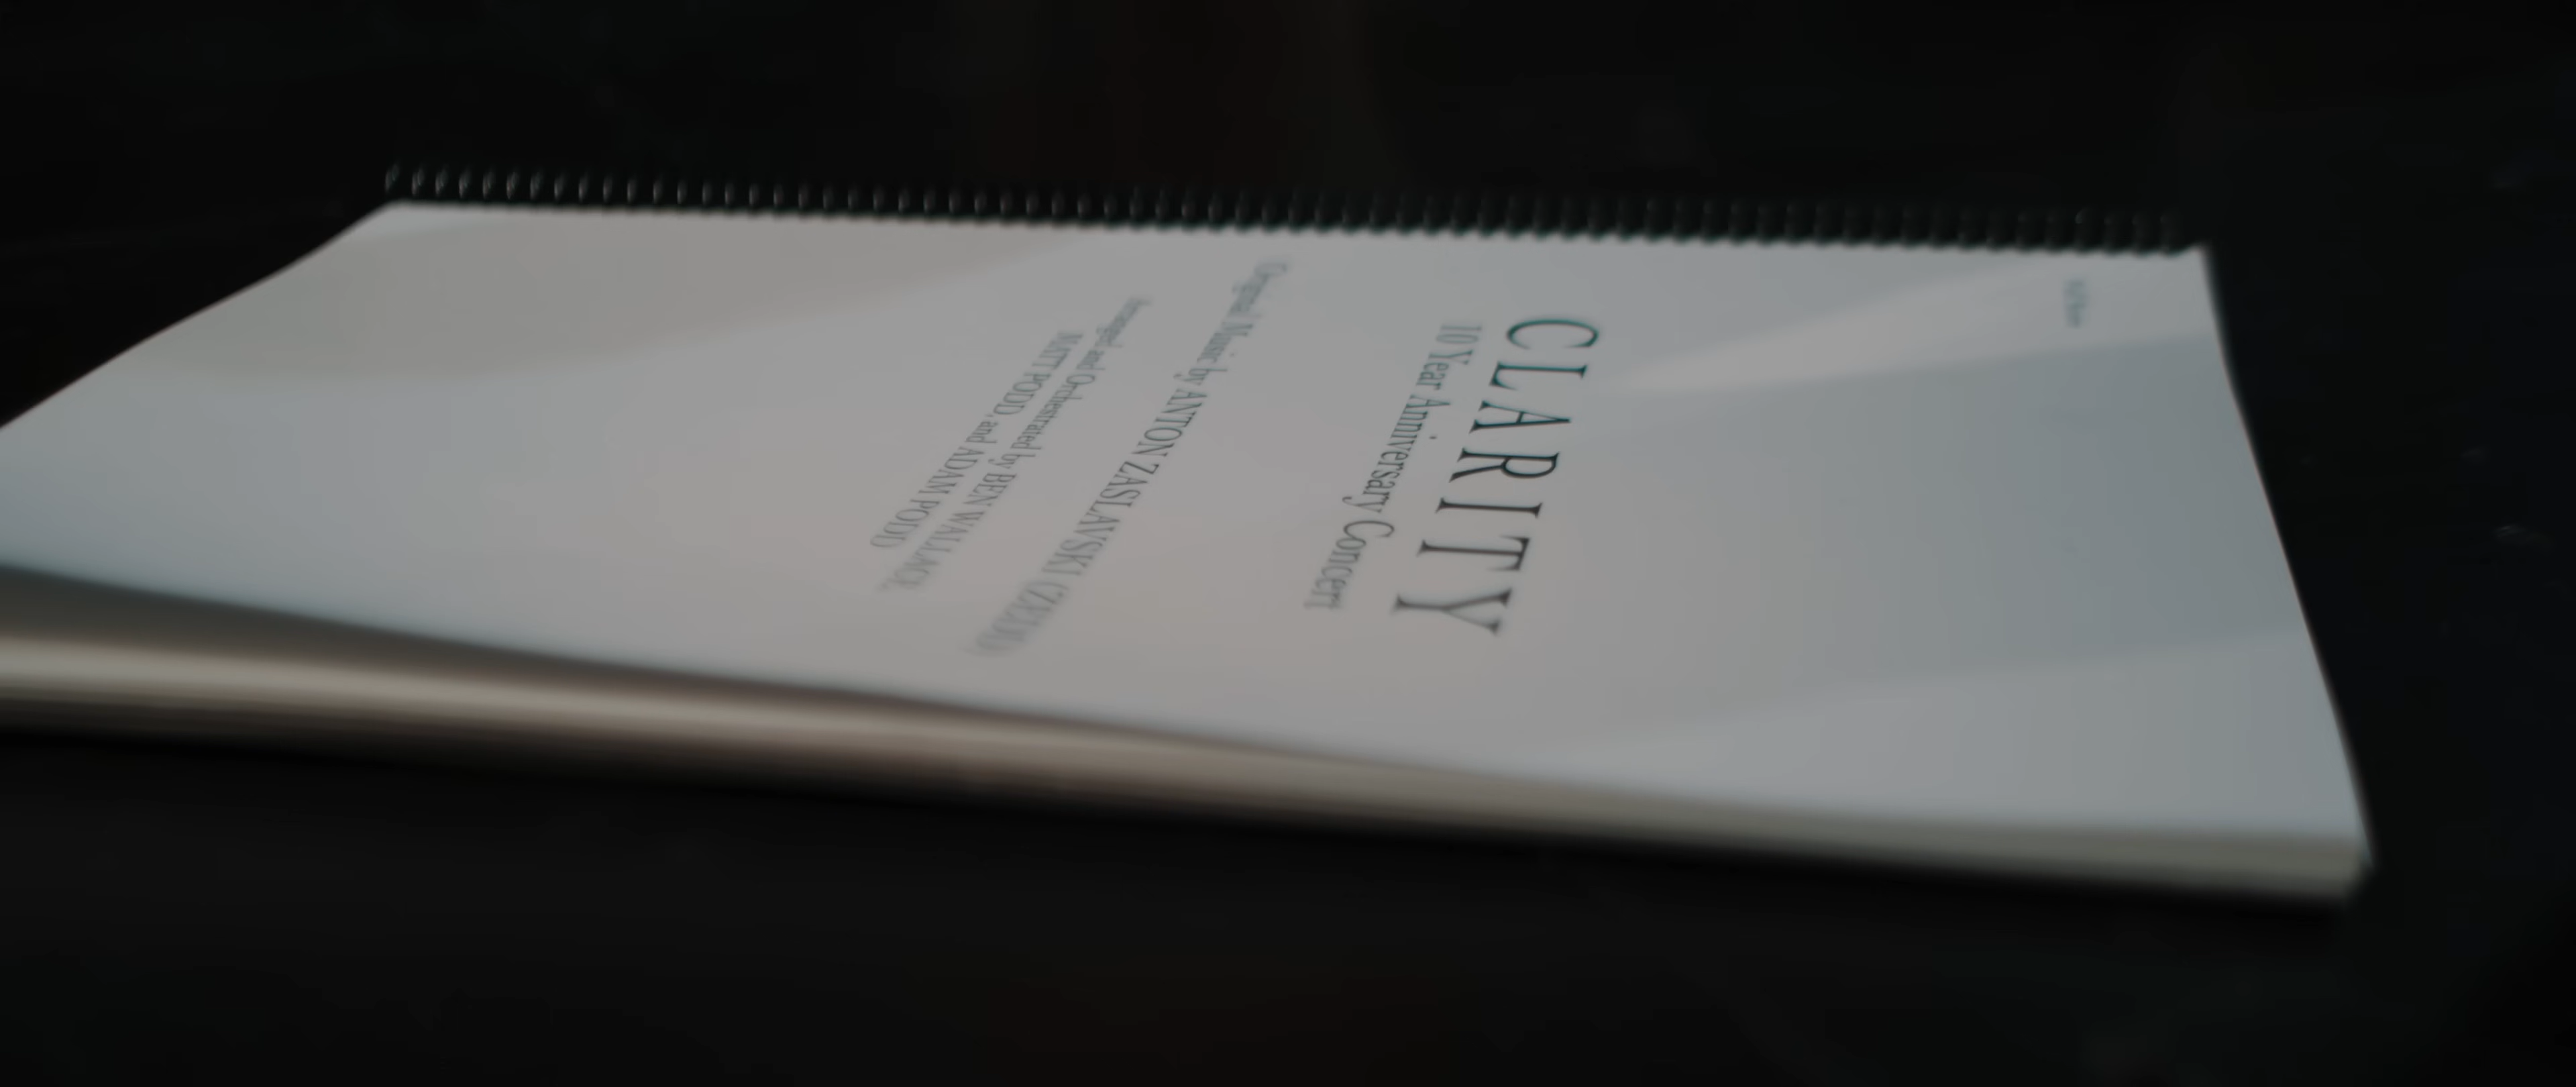 CLARITY
10 Year Anniversary Concert
Original Music by ANTON ZASLAVSKI (ZEDD)
Arranged and Orchestrated by BEN WALLACE,
MATT PODD, and ADAM PODD